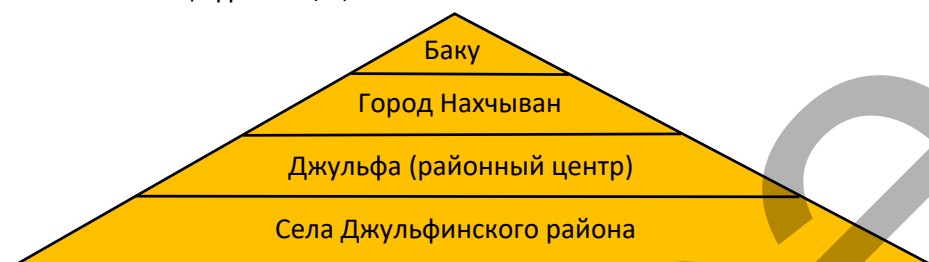 Баку
Город Нахчыван
Джульфа (районный центр)
Села Джульфинского района